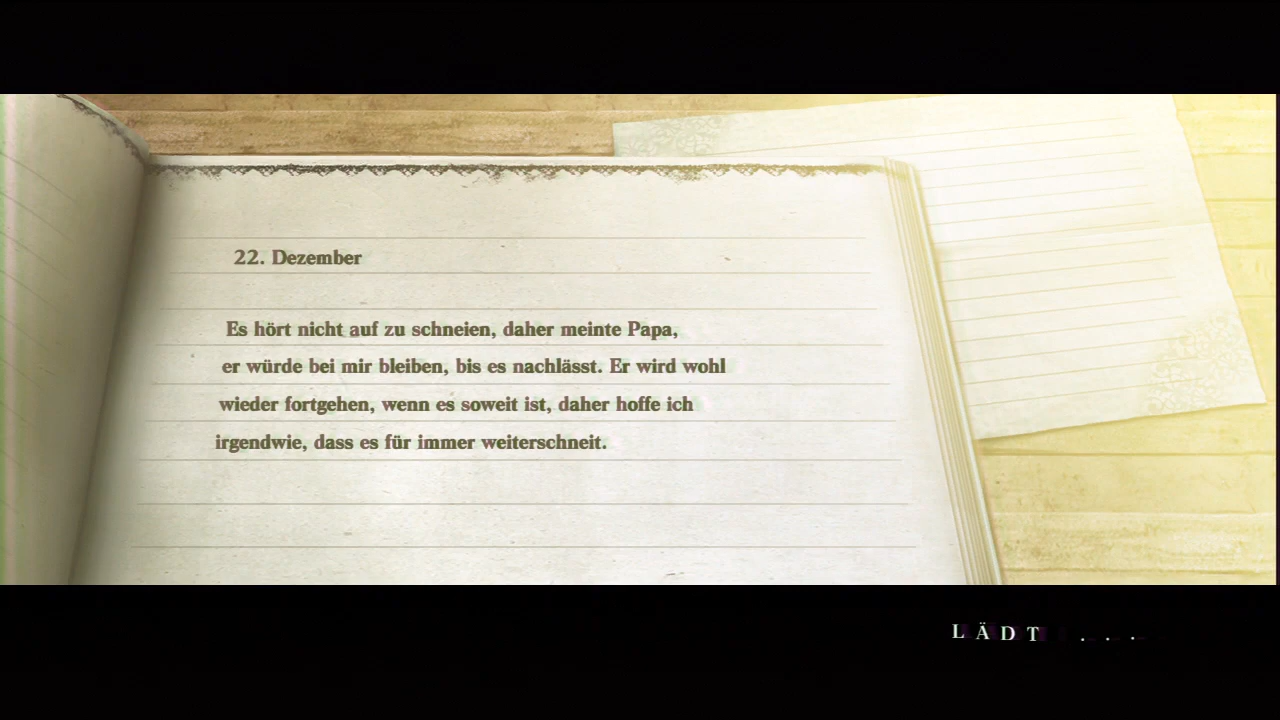 22. Dezember
Es hört nicht auf zu schneien, daher meinte Papa,
er würde bei mir bleiben, bis es nachlässt. Er wird wohl
wieder fortgehen, wenn es soweit ist, daher hoffe ich
irgendwie, dass es für immer weiterschneit.
LÄDT ...